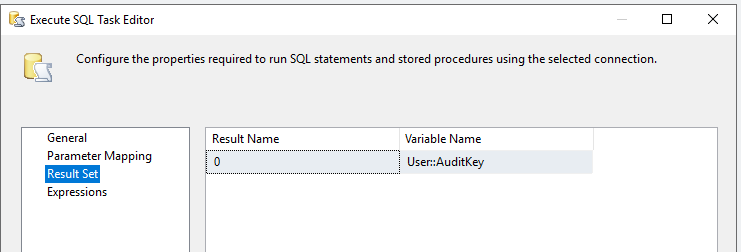 Execute SQL Task Editor
Configure the properties required to run SQL statements and stored procedures using the selected connection.
General
Parameter Mapping
Result Set
Expressions
Result Name Variable Name
0 User::AuditKey